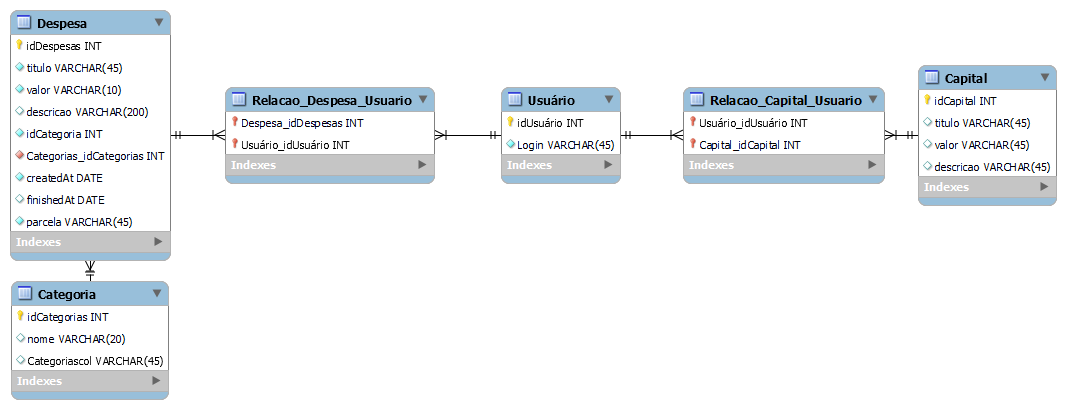 Despesa
idDespesas INT
titulo VARCHAR(45)
valor VARCHAR(10)
descricao VARCHAR(200)
idCategoria INT
Categorias_idCategorias INT
createdAt DATE
finishedAt DATE
parcela VARCHAR(45)
Indexes
Categoria
idCategorias INT
nome VARCHAR(20)
Categoriascol VARCHAR(45)
Indexes
Relacao_Despesa_Usuario
Despesa_idDespesas INT
Usuário_idUsuário INT
Indexes
Usuário
idUsuário INT
Login VARCHAR(45)
Indexes
Relacao_Capital_Usuario
Usuário_idUsuário INT
Capital_idCapital INT
Indexes
Capital
idCapital INT
titulo VARCHAR(45)
valor VARCHAR(45)
descricao VARCHAR(45)
Indexes